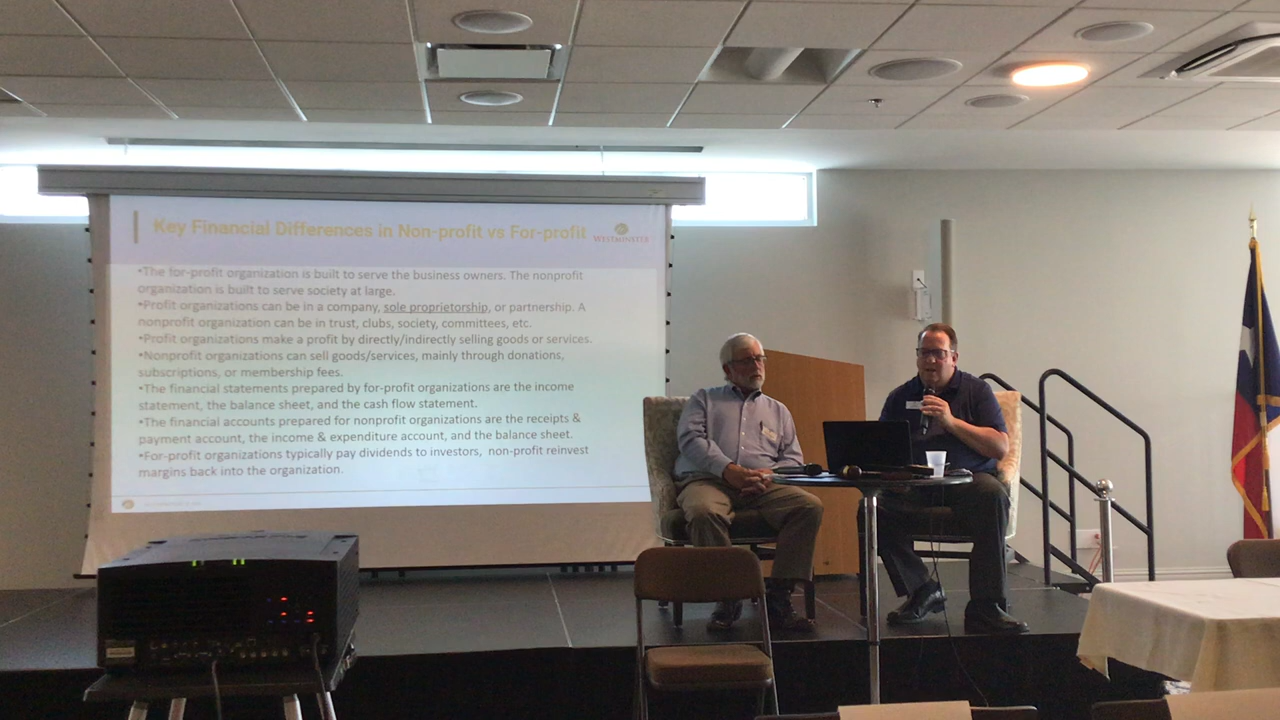 Key Financial Differences in Non-profit vs For-profit
WESTMINSTER
•The for-profit organization is built to serve the business owners. The nonprofit
organization is built to serve society at large.
•Profit organizations can be in a company, sole proprietorship, or partnership. A
nonprofit organization can be in trust, clubs, society, committees, etc.
•Profit organizations make a profit by directly/indirectly selling goods or services.
•Nonprofit organizations can sell goods/services, mainly through donations,
subscriptions, or membership fees.
•The financial statements prepared by for-profit organizations are the income
statement, the balance sheet, and the cash flow statement.
•The financial accounts prepared for nonprofit organizations are the receipts &
payment account, the income & expenditure account, and the balance sheet.
•For-profit organizations typically pay dividends to investors, non-profit reinvest
margins back into the organization.